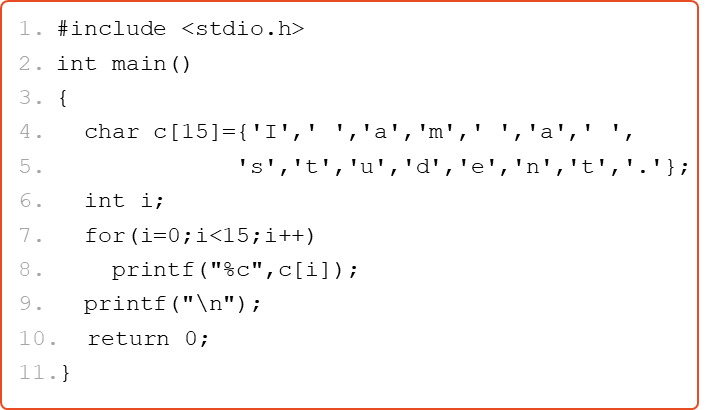 1. #include <stdio.h>
2. int main()
3. {
4.   char c[15]={'I',' ','a','m',' ','a',' ',
5.              's','t','u','d','e','n','t','.'};
6.   int i;
7.   for(i=0;i<15;i++)
8.     printf("%c",c[i]);
9.   printf("\n");
10.  return 0;
11.}